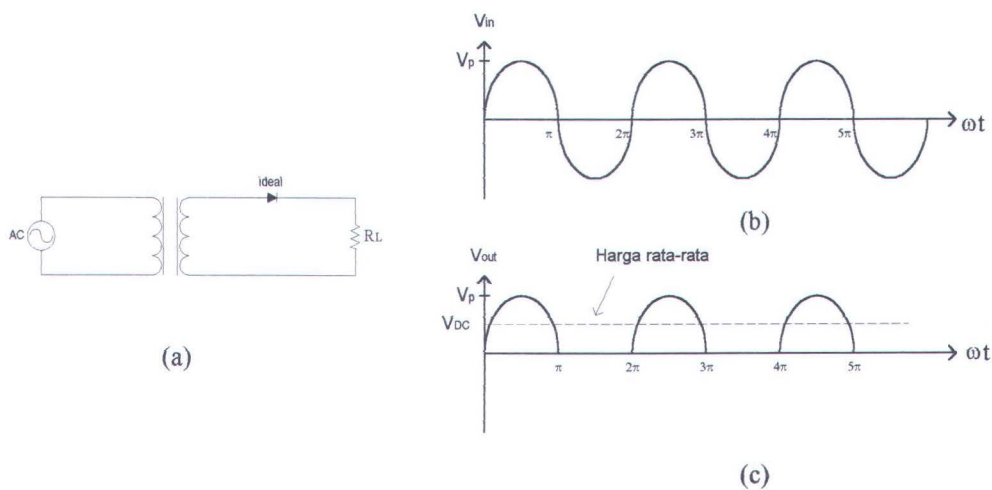 ideal
AC
RL
(a)
Vin
Vp
π 2π 3π 4π 5π
ωt
(b)
Vout
Harga rata-rata
Vp
VDC
π 2π 3π 4π 5π
ωt
(c)